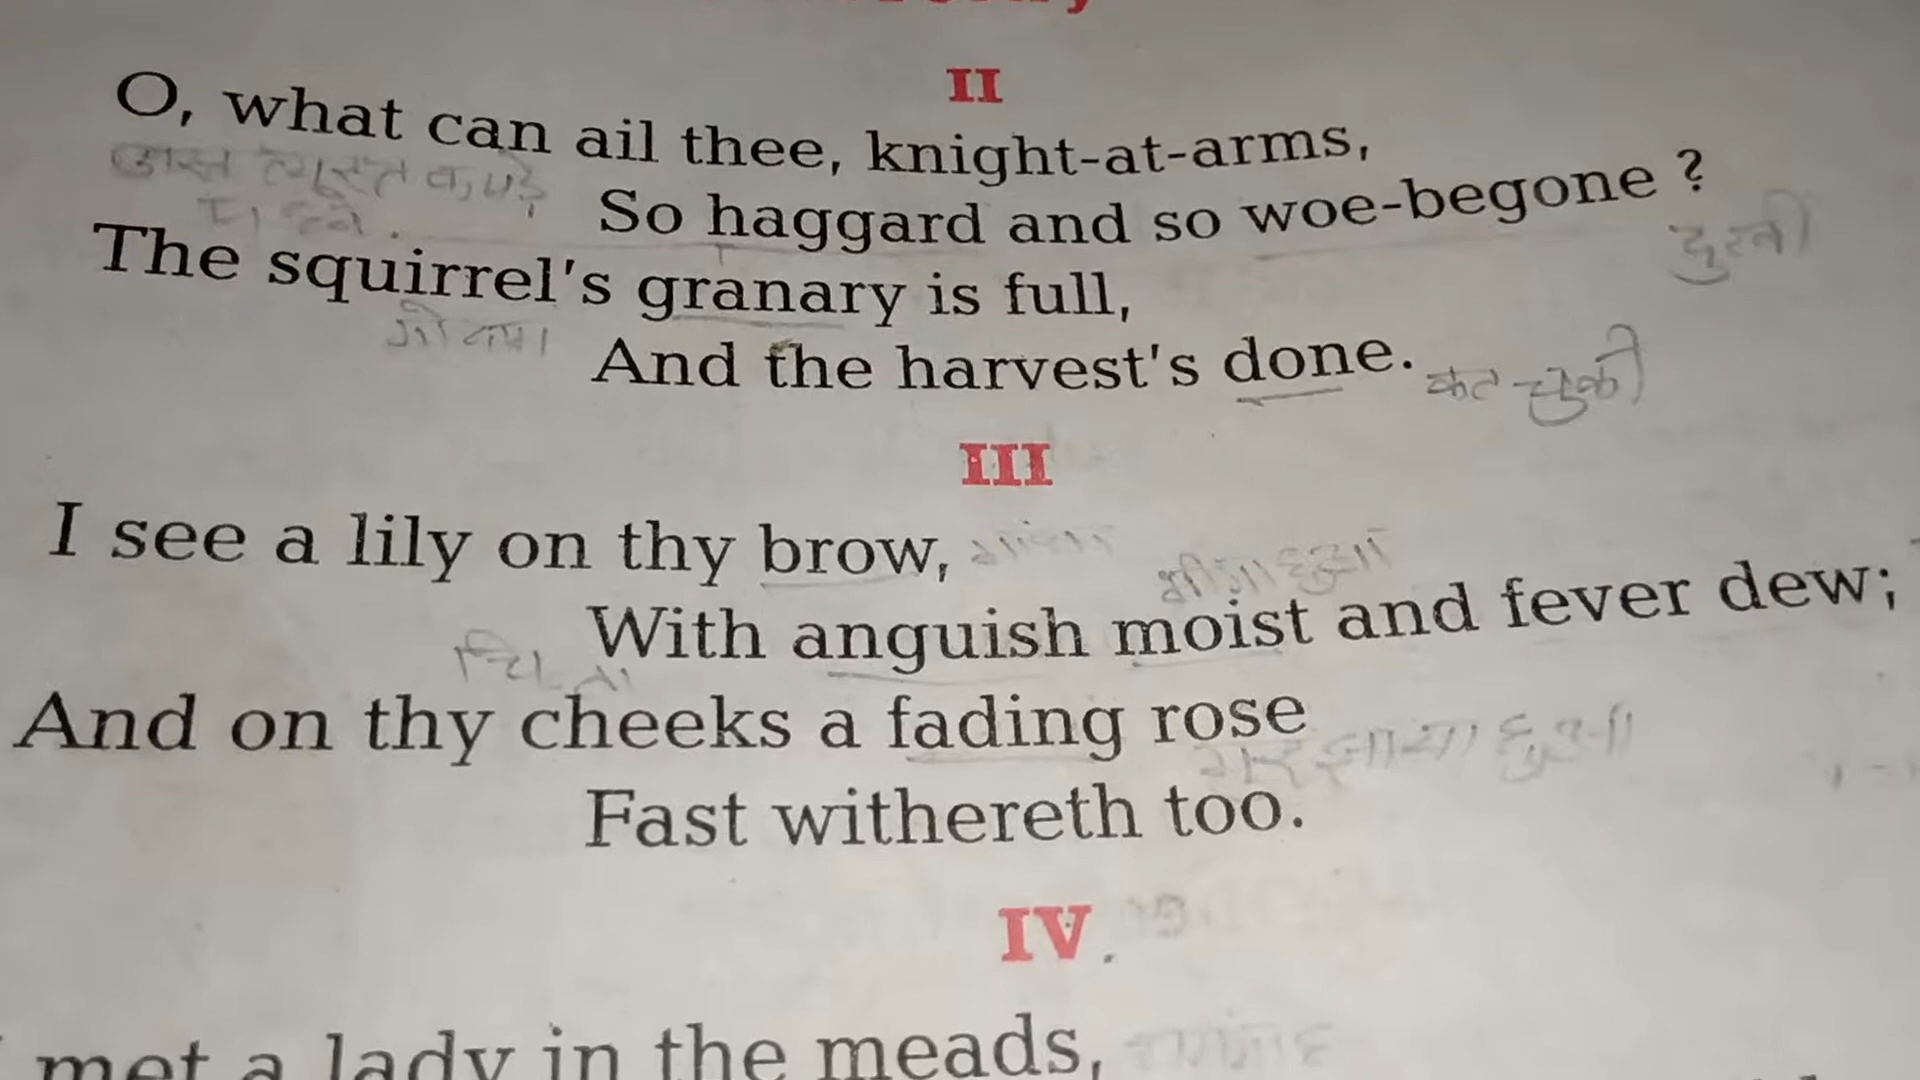 II
O, what can ail thee, knight-at-arms,
So haggard and so woe-begone ?
दुखी
The squirrel's granary is full,
And the harvest's done. कट चुकी
III
I see a lily on thy brow,
भीगा हुआ
With anguish moist and fever dew;
And on thy cheeks a fading rose
मुरझाया हुआ
Fast withereth too.
IV
met a lady in the meads,